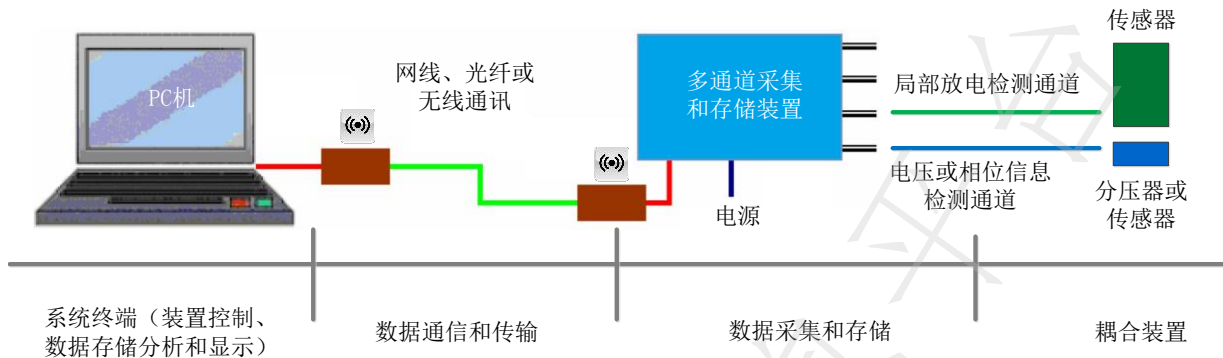 传感器
网线、光纤或
无线通讯
PC机
多通道采集
和存储装置
局部放电检测通道
电压或相位信息
检测通道
电源
分压器或
传感器
系统终端（装置控制、
数据存储分析和显示）
数据通信和传输
数据采集和存储
耦合装置